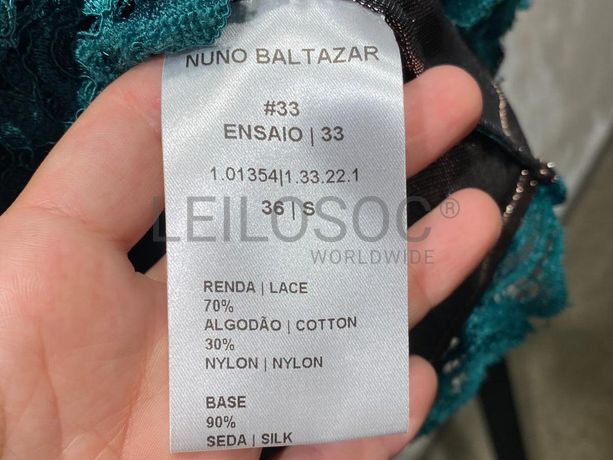 NUNO BALTAZAR
#33
ENSAIO | 33
1.01354|1.33.22.1
36 | S
LEILOSOC®
WORLDWIDE
RENDA | LACE
70%
ALGODÃO | COTTON
30%
NYLON | NYLON
BASE
90%
SEDA | SILK